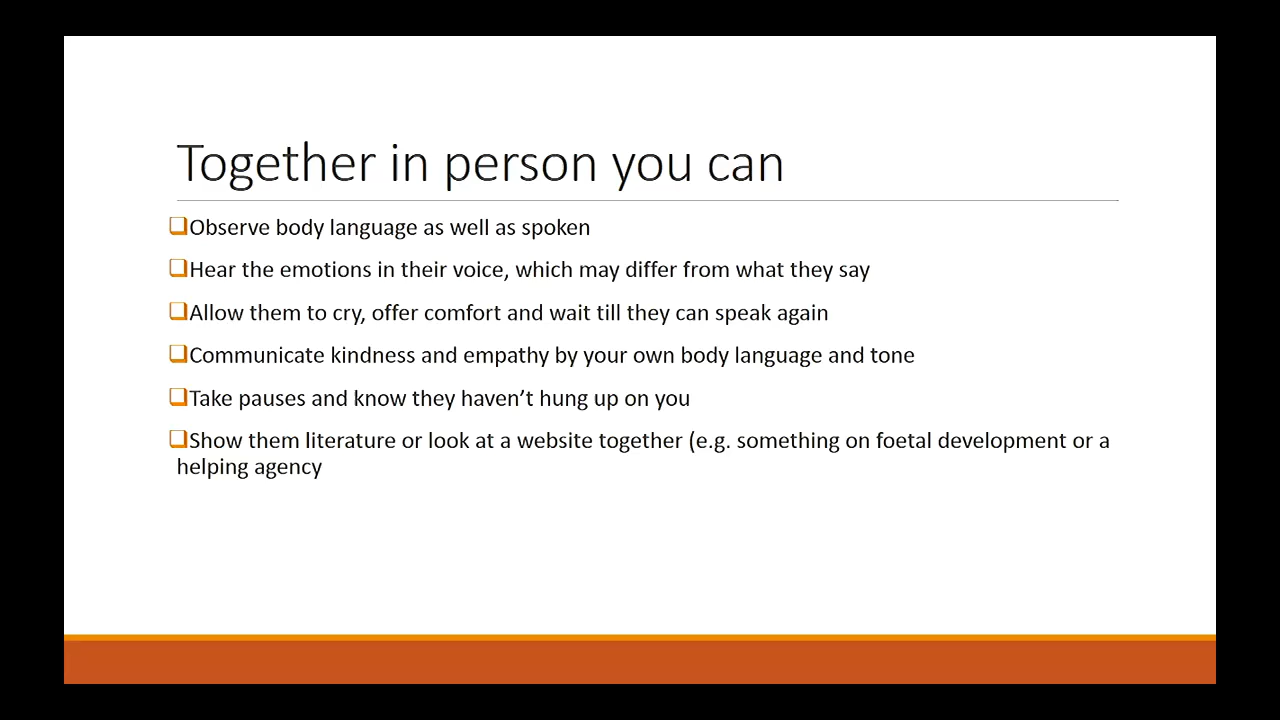 Together in person you can
Observe body language as well as spoken
Hear the emotions in their voice, which may differ from what they say
Allow them to cry, offer comfort and wait till they can speak again
Communicate kindness and empathy by your own body language and tone
Take pauses and know they haven’t hung up on you
Show them literature or look at a website together (e.g. something on foetal development or a
helping agency